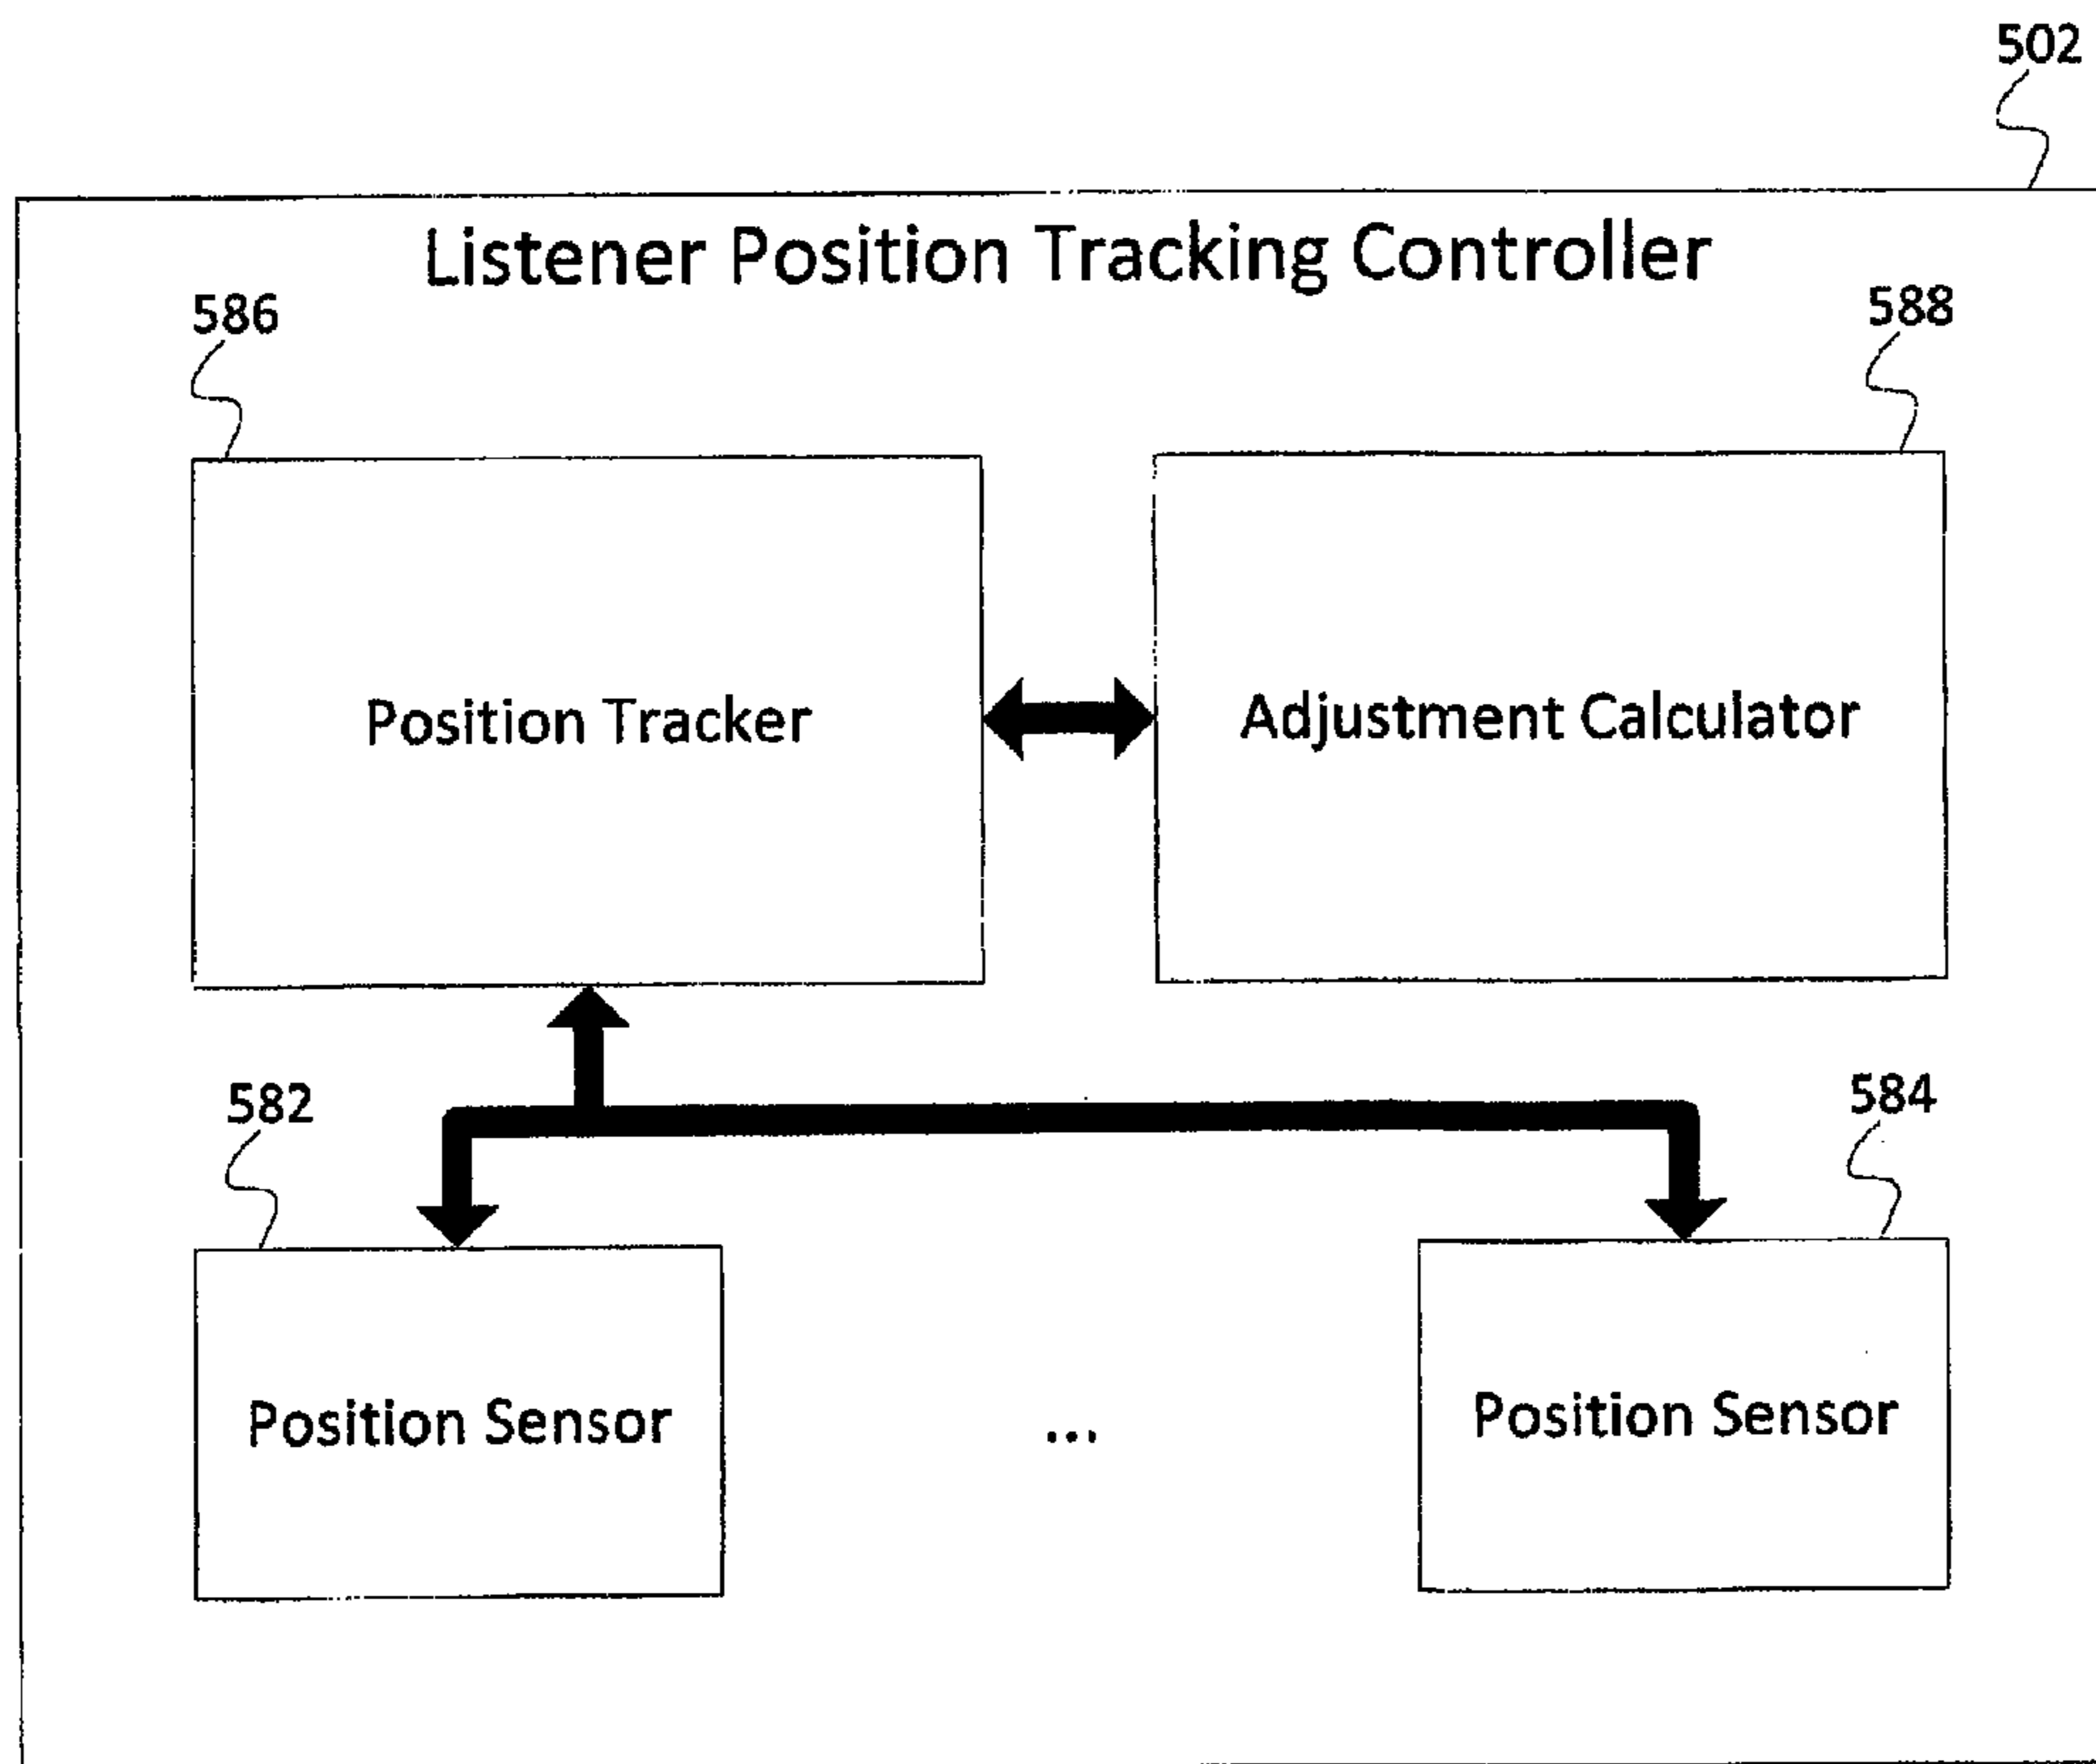 502
Listener Position Tracking Controller
586
588
Position Tracker
Adjustment Calculator
582
584
Position Sensor
...
Position Sensor